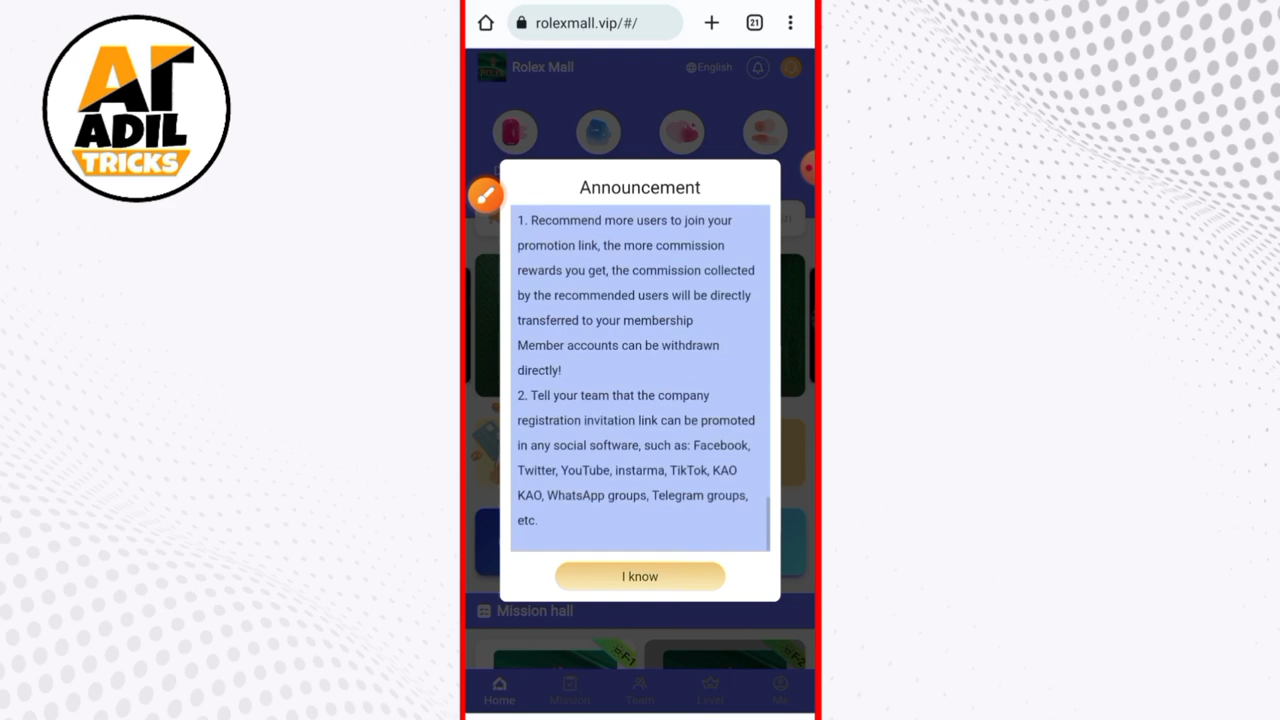 AT
ADIL
TRICKS
rolexmall.vip/#/
21
Rolex Mall
English
Announcement
1. Recommend more users to join your
promotion link, the more commission
rewards you get, the commission collected
by the recommended users will be directly
transferred to your membership
Member accounts can be withdrawn
directly!
2. Tell your team that the company
registration invitation link can be promoted
in any social software, such as: Facebook,
Twitter, YouTube, instarma, TikTok, KAO
KAO, WhatsApp groups, Telegram groups,
etc.
I know
Mission hall
F-1
F-2
Home
Mission
Team
Level
Me